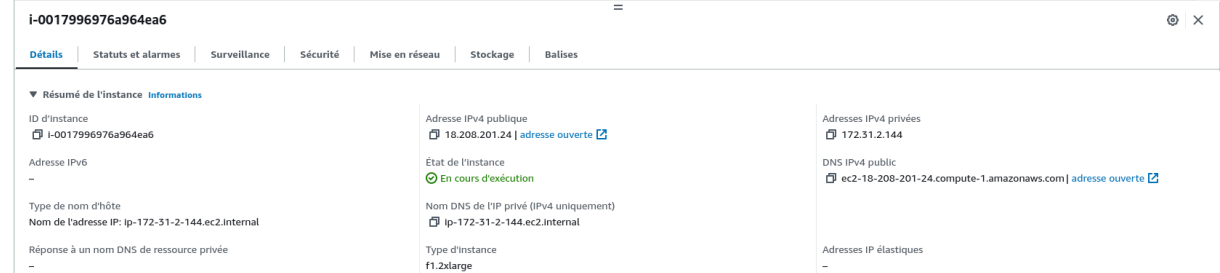 i-0017996976a964ea6
Détails Statuts et alarmes Surveillance Sécurité Mise en réseau Stockage Balises
Résumé de l'instance Informations
ID d'instance
i-0017996976a964ea6
Adresse IPv4 publique
18.208.201.24 | adresse ouverte
Adresses IPv4 privées
172.31.2.144
Adresse IPv6
–
État de l'instance
En cours d'exécution
DNS IPv4 public
ec2-18-208-201-24.compute-1.amazonaws.com | adresse ouverte
Type de nom d'hôte
Nom de l'adresse IP: ip-172-31-2-144.ec2.internal
Nom DNS de l'IP privé (IPv4 uniquement)
ip-172-31-2-144.ec2.internal
Réponse à un nom DNS de ressource privée
–
Type d'instance
f1.2xlarge
Adresses IP élastiques
–